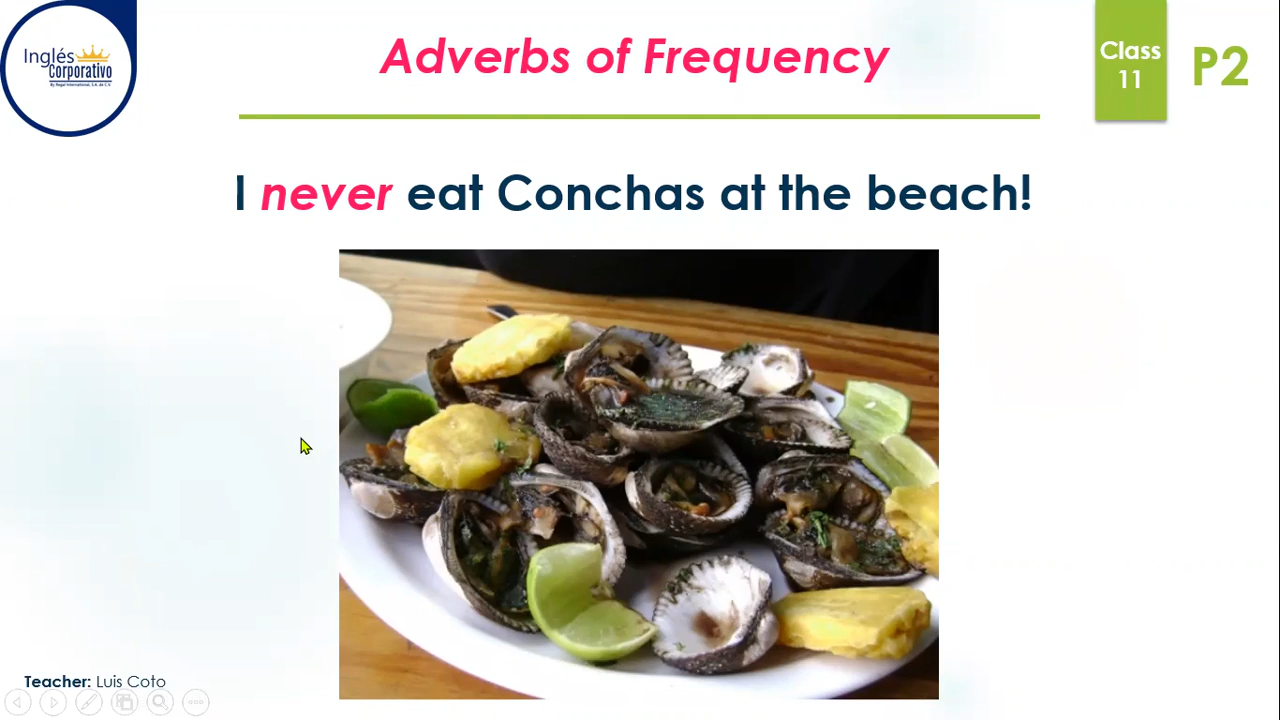 Inglés
Corporativo
By Regal International, S.A. de C.V.
Adverbs of Frequency
Class
11
P2
I never eat Conchas at the beach!
Teacher: Luis Coto